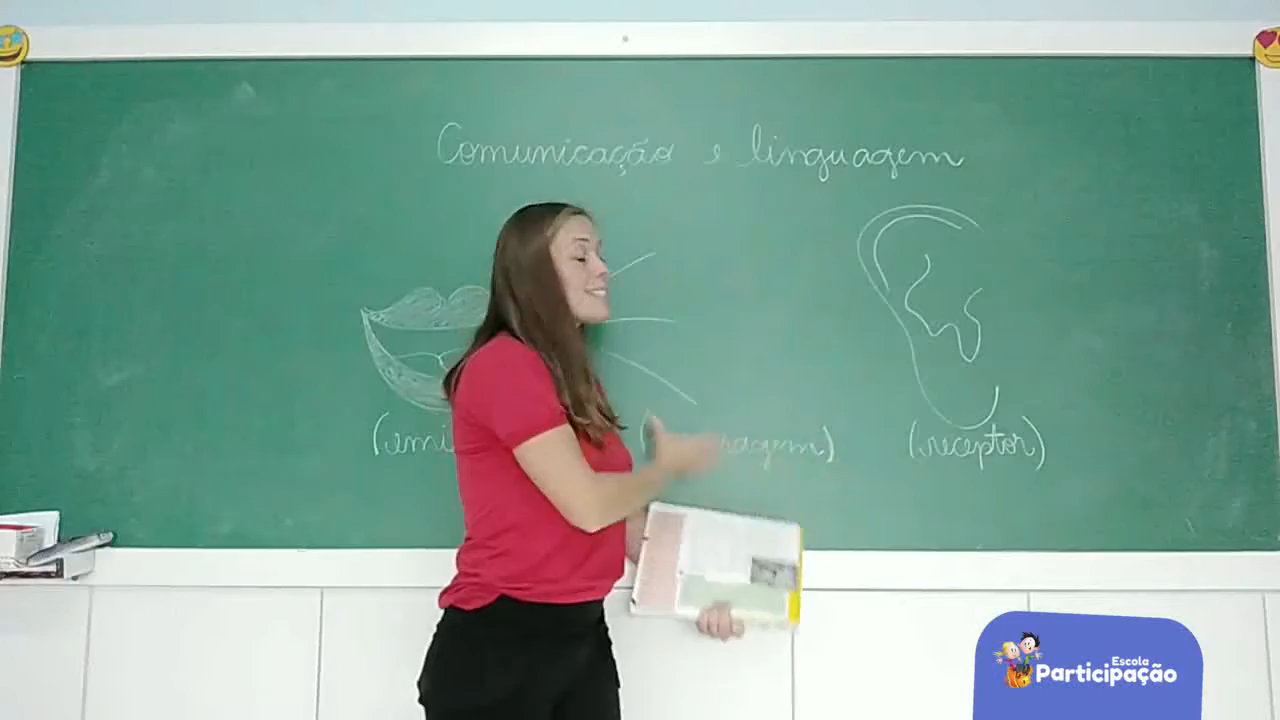 Comunicação e linguagem
(receptor)
Escola
Participação